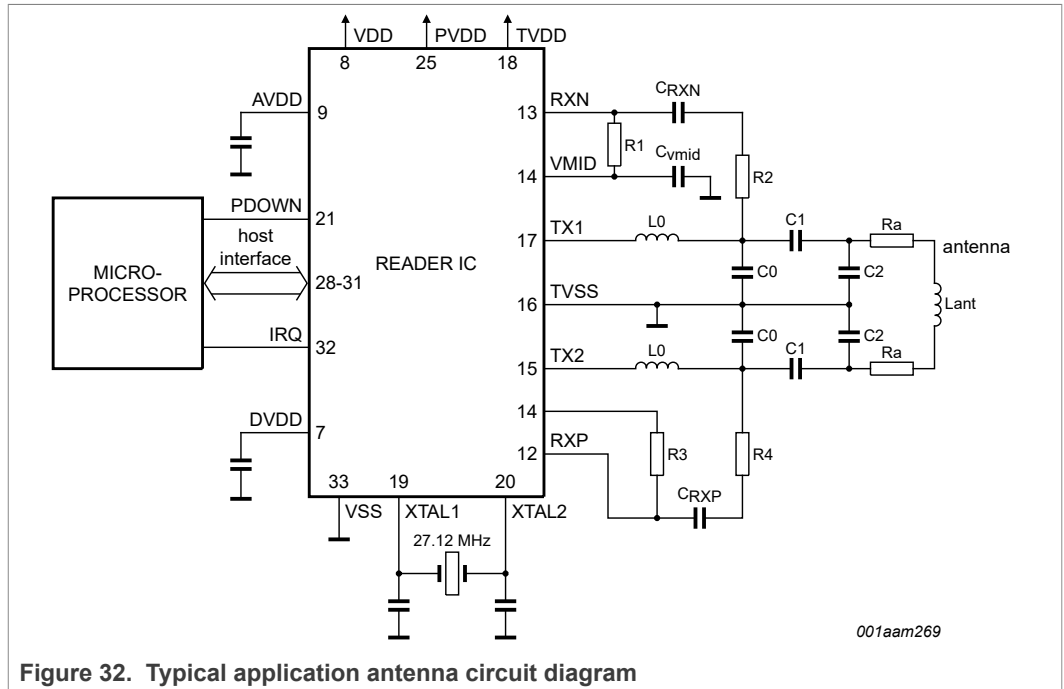 VDD PVDD TVDD
8 25 18
AVDD
9
13 RXN
CRXN
R1
Cvmid
14 VMID
R2
PDOWN
21
MICRO-
PROCESSOR
host
interface
28-31
READER IC
17 TX1
L0
C1
Ra
antenna
C0
C2
16 TVSS
Lant
IRQ
32
C0
C2
15 TX2
L0
C1
Ra
14
DVDD
7
12 RXP
R3
R4
CRXP
33 19 20
VSS XTAL1 XTAL2
27.12 MHz
001aam269
Figure 32. Typical application antenna circuit diagram